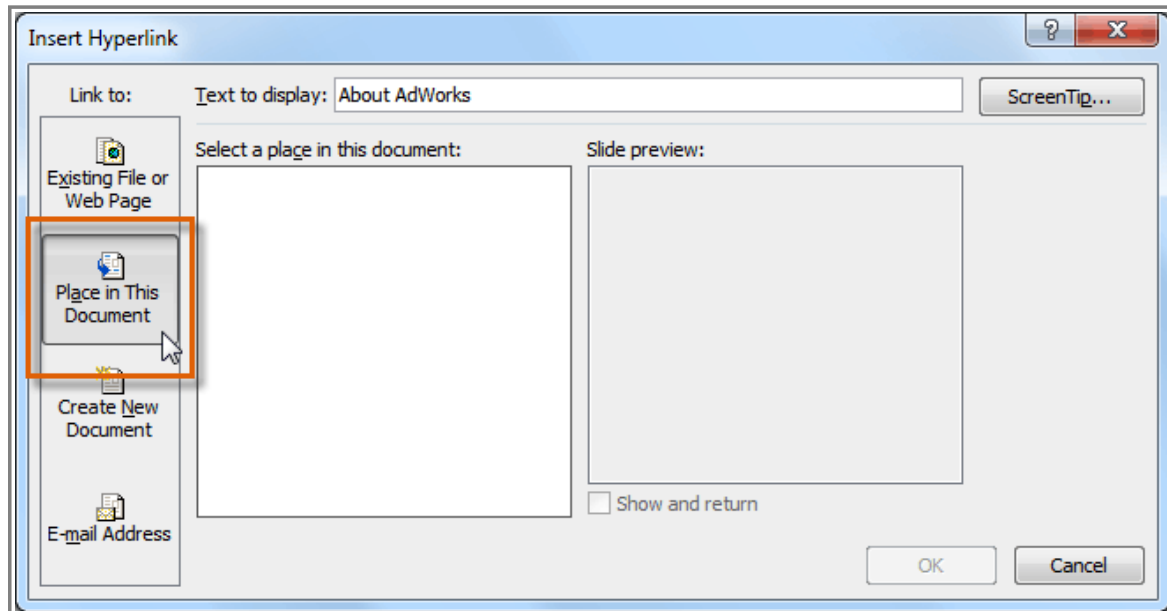 Insert Hyperlink
Link to:
Text to display: About AdWorks
ScreenTip...
Existing File or
Web Page
Place in This
Document
Create New
Document
E-mail Address
Select a place in this document:
Slide preview:
Show and return
OK
Cancel